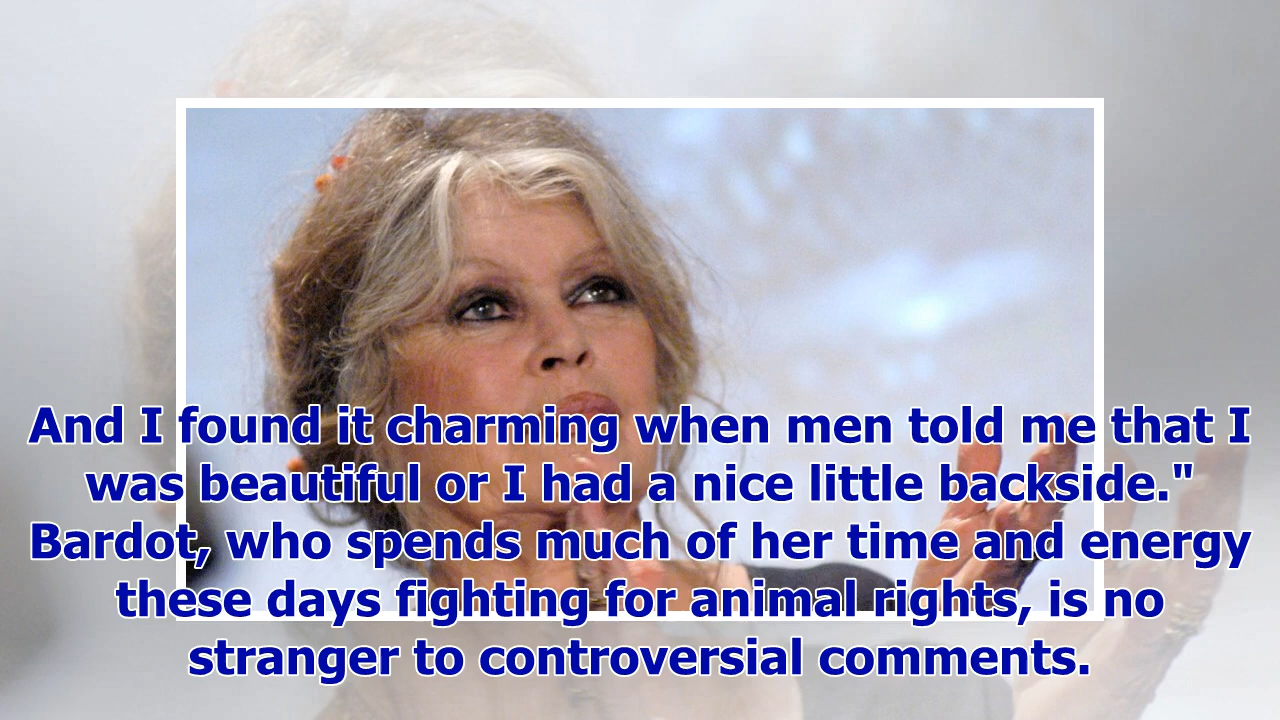 And I found it charming when men told me that I
was beautiful or I had a nice little backside."
Bardot, who spends much of her time and energy
these days fighting for animal rights, is no
stranger to controversial comments.